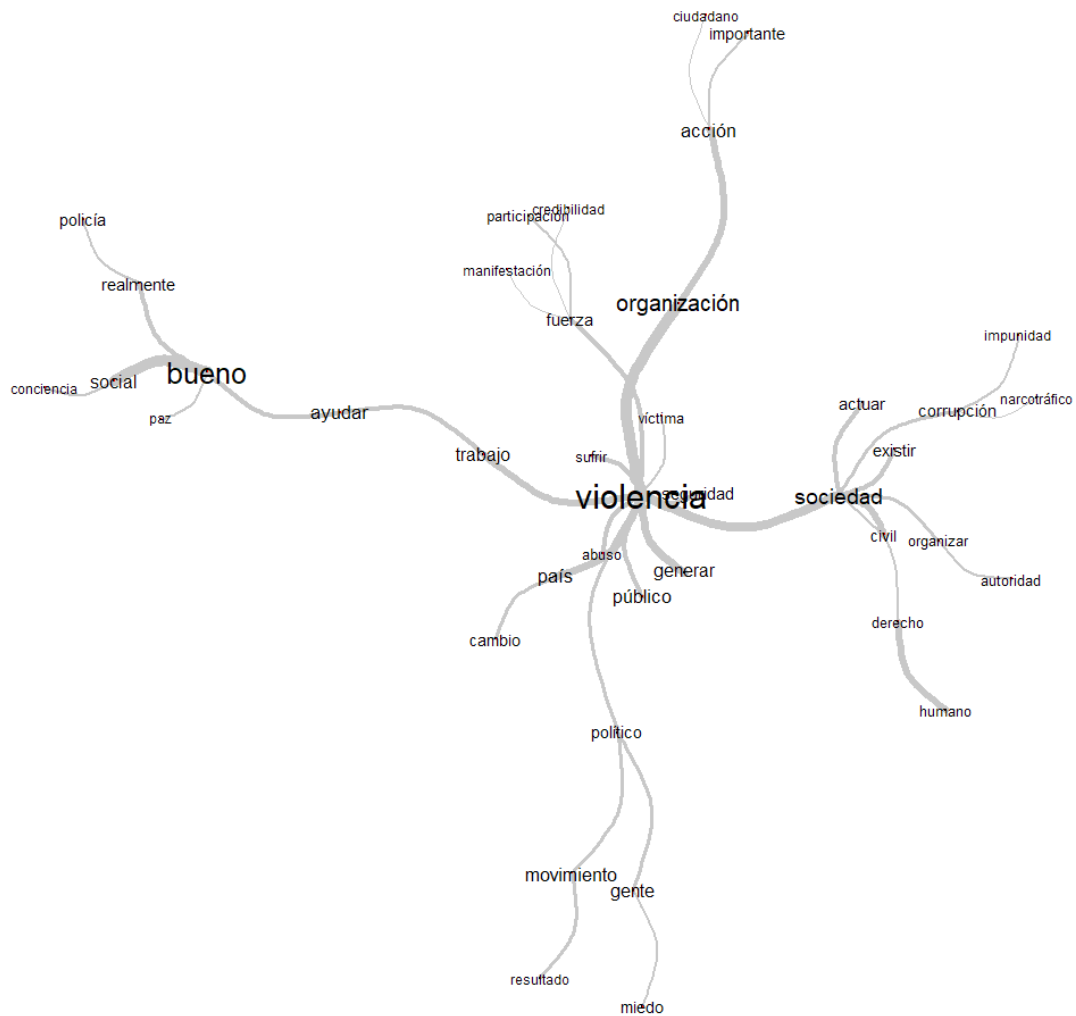 ciudadano
importante
acción
credibilidad
participación
policía
manifestación
realmente
organización
fuerza
impunidad
bueno
social
conciencia
narcotráfico
actuar
corrupción
ayudar
paz
víctima
existir
trabajo
sufrir
seguridad
violencia
sociedad
civil
organizar
abuso
generar
país
autoridad
público
derecho
cambio
humano
político
movimiento
gente
resultado
miedo